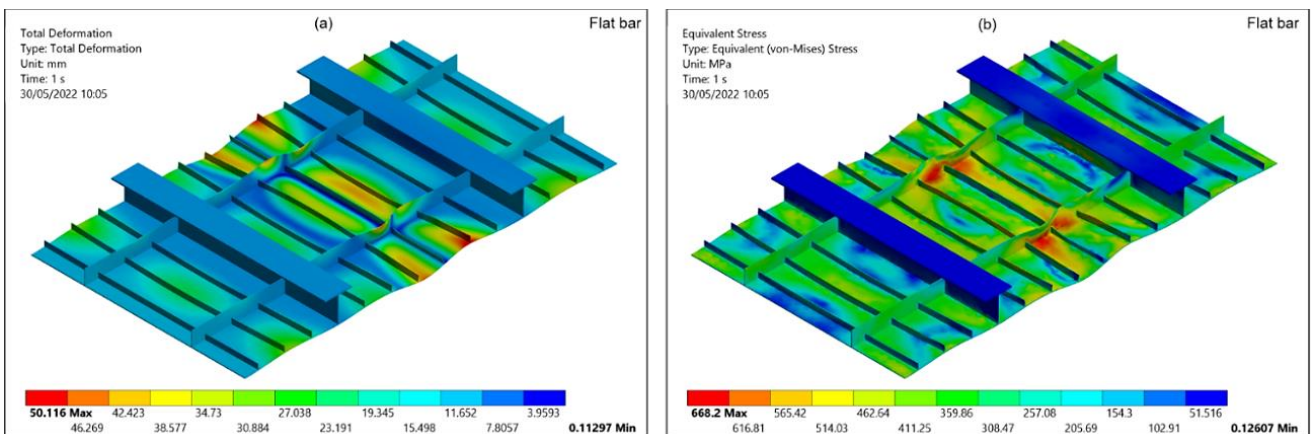 (a)
Flat bar
Total Deformation
Type: Total Deformation
Unit: mm
Time: 1 s
30/05/2022 10:05
50.116 Max 42.423 34.73 27.038 19.345 11.652 3.9593
46.269 38.577 30.884 23.191 15.498 7.8057 0.11297 Min
(b)
Flat bar
Equivalent Stress
Type: Equivalent (von-Mises) Stress
Unit: MPa
Time: 1 s
30/05/2022 10:05
668.2 Max 565.42 462.64 359.86 257.08 154.3 51.516
616.81 514.03 411.25 308.47 205.69 102.91 0.12607 Min